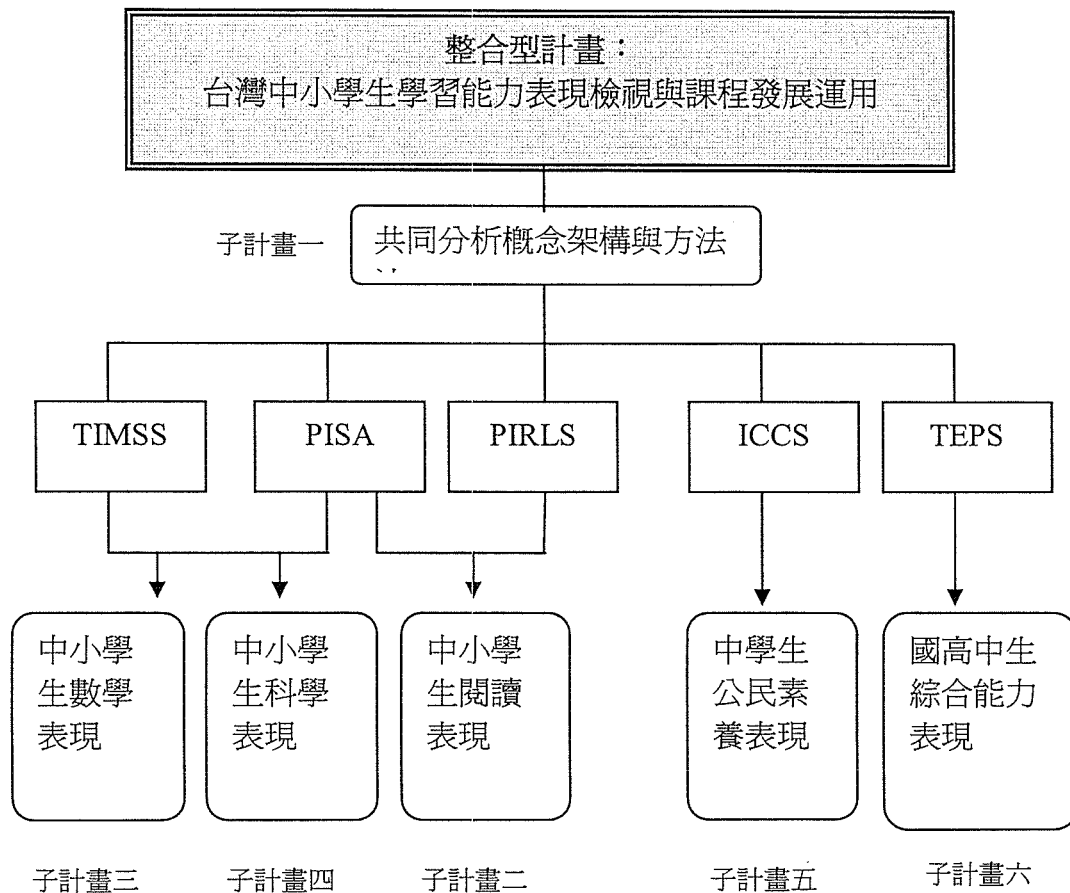 整合型計畫：
台灣中小學生學習能力表現檢視與課程發展運用
子計畫一
共同分析概念架構與方法
TIMSS
PISA
PIRLS
ICCS
TEPS
中小學
生數學
表現
中小學
生科學
表現
中小學
生閱讀
表現
中學生
公民素
養表現
國高中生
綜合能力
表現
子計畫三
子計畫四
子計畫二
子計畫五
子計畫六